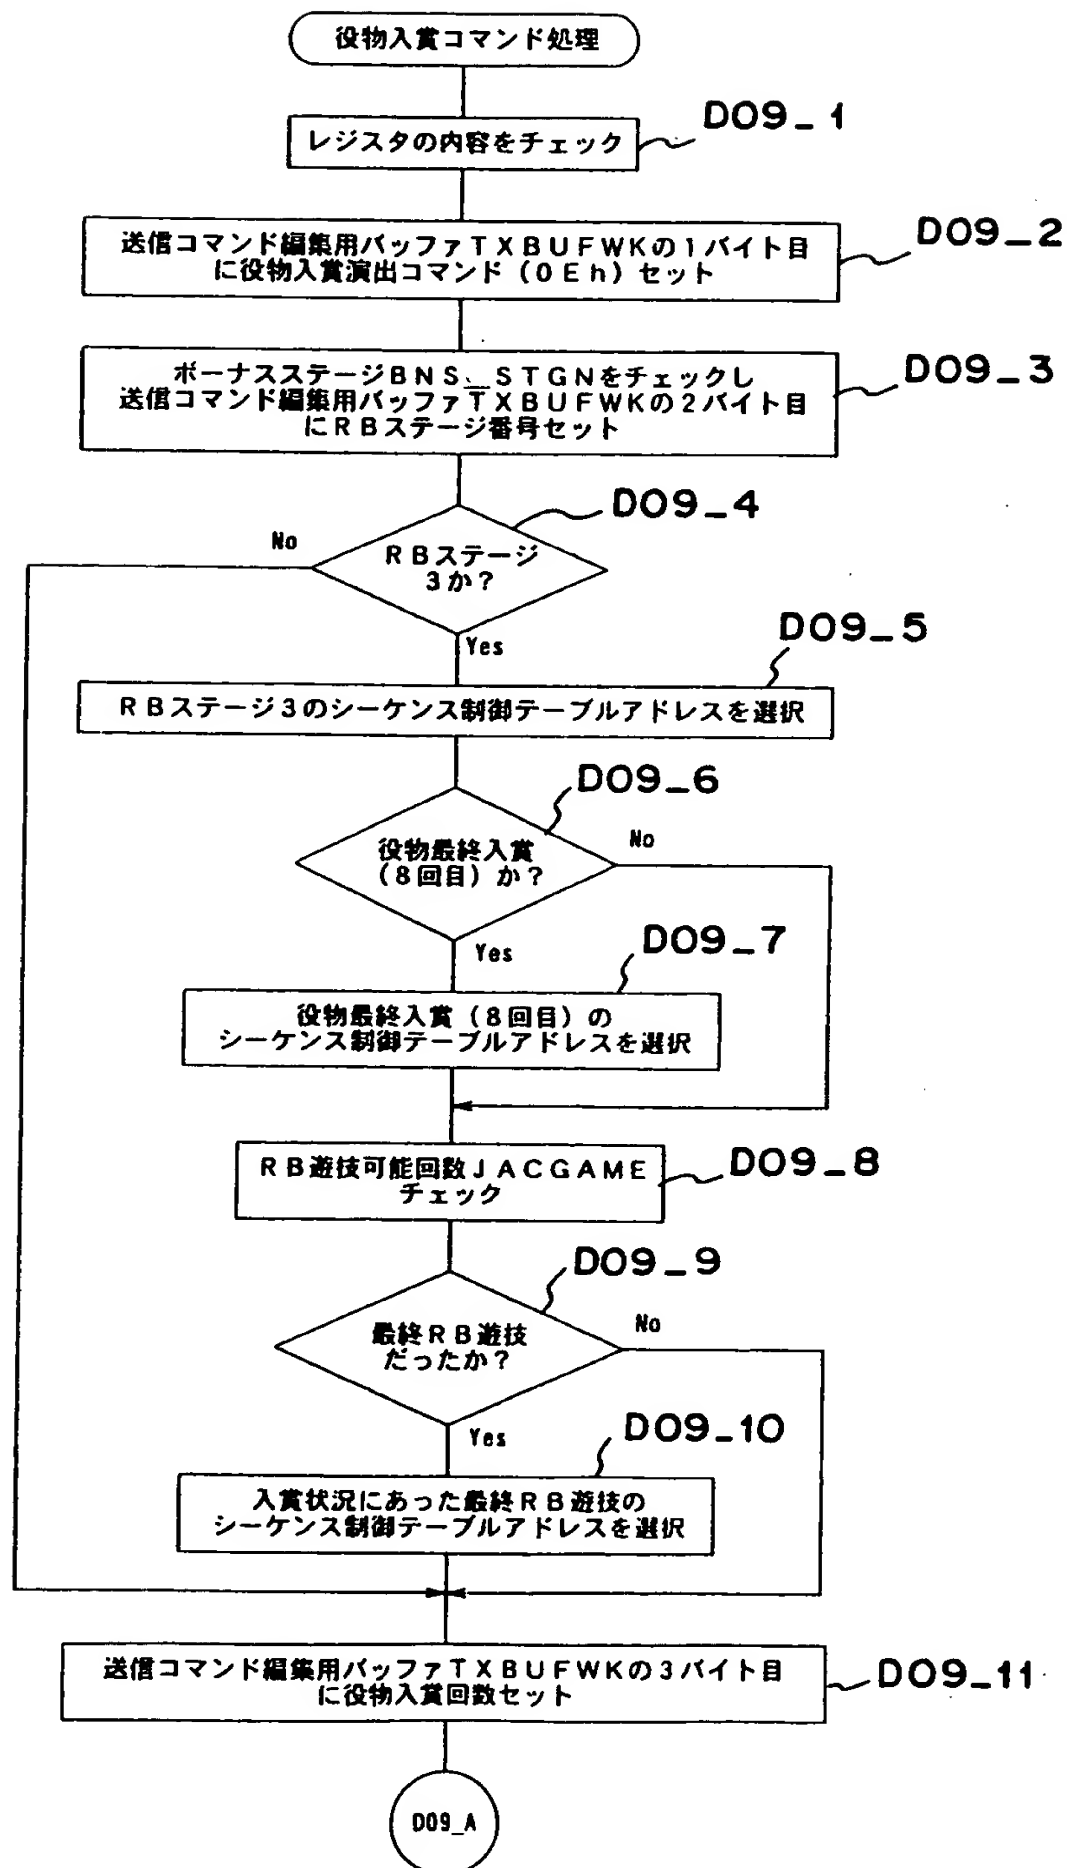 役物入賞コマンド処理
D09_1
レジスタの内容をチェック
D09_2
送信コマンド編集用バッファTXBUFWKの1バイト目
に役物入賞演出コマンド(0Eh)セット
D09_3
ボーナスステージBNS_STGNをチェックし
送信コマンド編集用バッファTXBUFWKの2バイト目
にRBステージ番号セット
D09_4
No
RBステージ
3か?
Yes
D09_5
RBステージ3のシーケンス制御テーブルアドレスを選択
D09_6
役物最終入賞
(8回目)か?
No
Yes
D09_7
役物最終入賞(8回目)の
シーケンス制御テーブルアドレスを選択
RB遊技可能回数JACGAME
チェック
D09_8
D09_9
最終RB遊技
だったか?
No
Yes
D09_10
入賞状況にあった最終RB遊技の
シーケンス制御テーブルアドレスを選択
送信コマンド編集用バッファTXBUFWKの3バイト目
に役物入賞回数セット
D09_11
D09_A